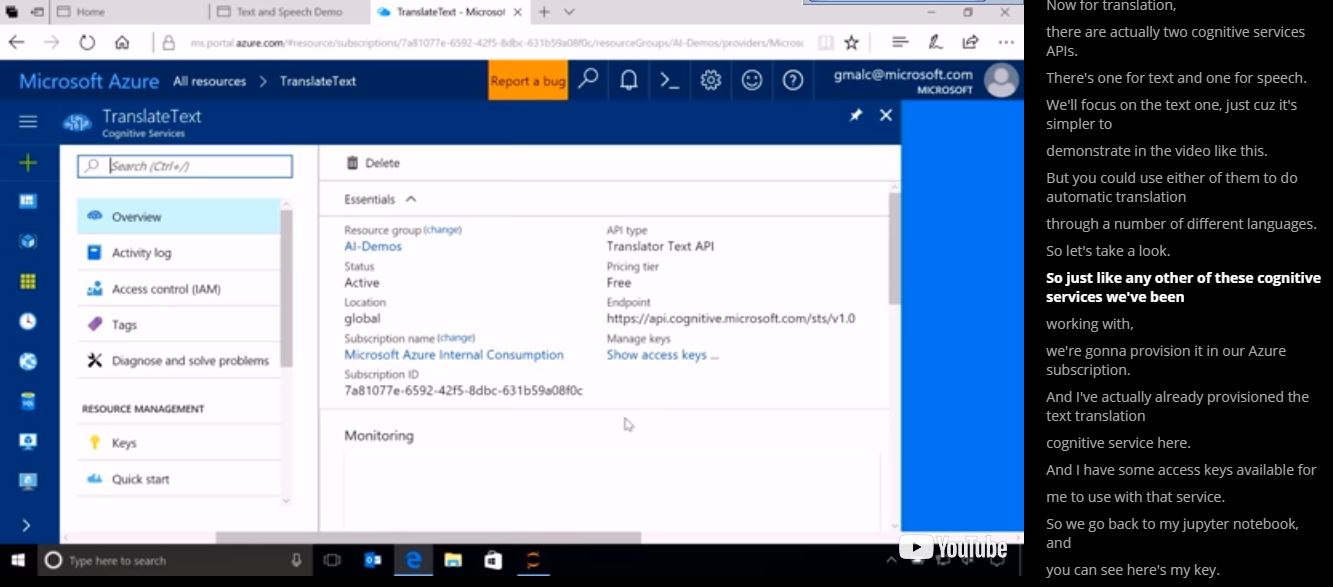 Home
Text and Speech Demo
TranslateText - Microsof
ms.portal.azure.com/#resource/subscriptions/7a81077e-6592-42f5-8dbc-631b59a08f0c/resourceGroups/AI-Demos/providers/Microsc
Microsoft Azure All resources > TranslateText
Report a bug
gmalc@microsoft.com
MICROSOFT
TranslateText
Cognitive Services
Search (Ctrl+/)
Overview
Activity log
Access control (IAM)
Tags
Diagnose and solve problems
RESOURCE MANAGEMENT
Keys
Quick start
Delete
Essentials
Resource group (change)
AI-Demos
Status
Active
Location
global
Subscription name (change)
Microsoft Azure Internal Consumption
Subscription ID
7a81077e-6592-42f5-8dbc-631b59a08f0c
API type
Translator Text API
Pricing tier
Free
Endpoint
https://api.cognitive.microsoft.com/sts/v1.0
Manage keys
Show access keys ...
Monitoring
Type here to search
YouTube
Now for translation,
there are actually two cognitive services
APIs.
There's one for text and one for speech.
We'll focus on the text one, just cuz it's
simpler to
demonstrate in the video like this.
But you could use either of them to do
automatic translation
through a number of different languages.
So let's take a look.
So just like any other of these cognitive
services we've been
working with,
we're gonna provision it in our Azure
subscription.
And I've actually already provisioned the
text translation
cognitive service here.
And I have some access keys available for
me to use with that service.
So we go back to my jupyter notebook,
and
you can see here's my key.